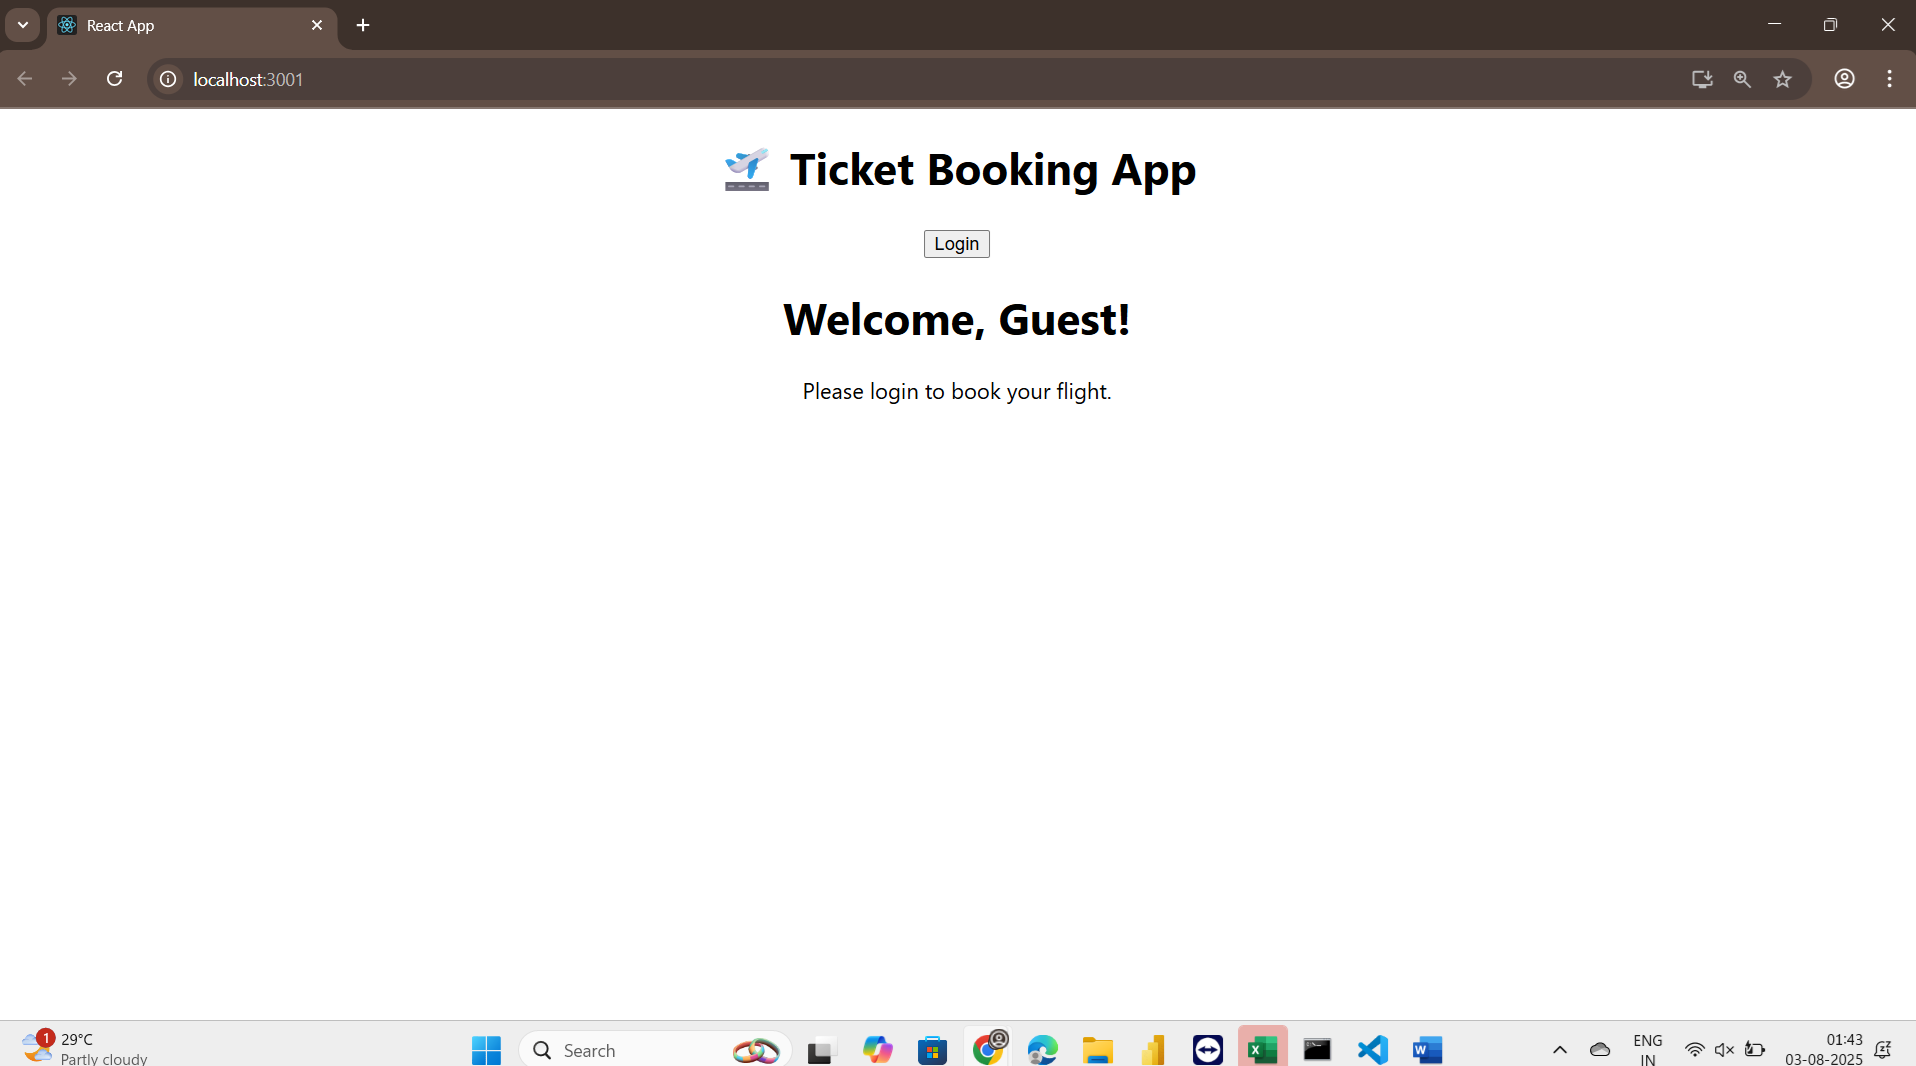 React App
localhost:3001
Ticket Booking App
Login
Welcome, Guest!
Please login to book your flight.
1
29°C
Partly cloudy
Search
ENG
IN
01:43
03-08-2025